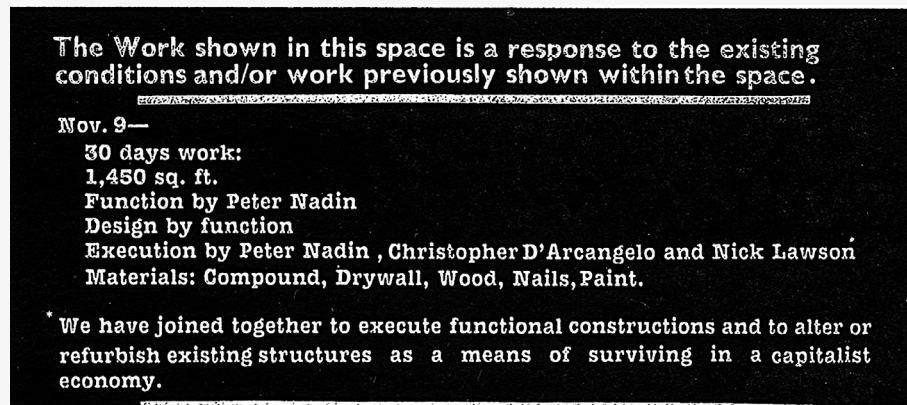 The Work shown in this space is a response to the existing
conditions and/or work previously shown within the space.
Nov. 9—
30 days work:
1,450 sq. ft.
Function by Peter Nadin
Design by function
Execution by Peter Nadin , Christopher D'Arcangelo and Nick Lawson
Materials: Compound, Drywall, Wood, Nails, Paint.
* We have joined together to execute functional constructions and to alter or
refurbish existing structures as a means of surviving in a capitalist
economy.